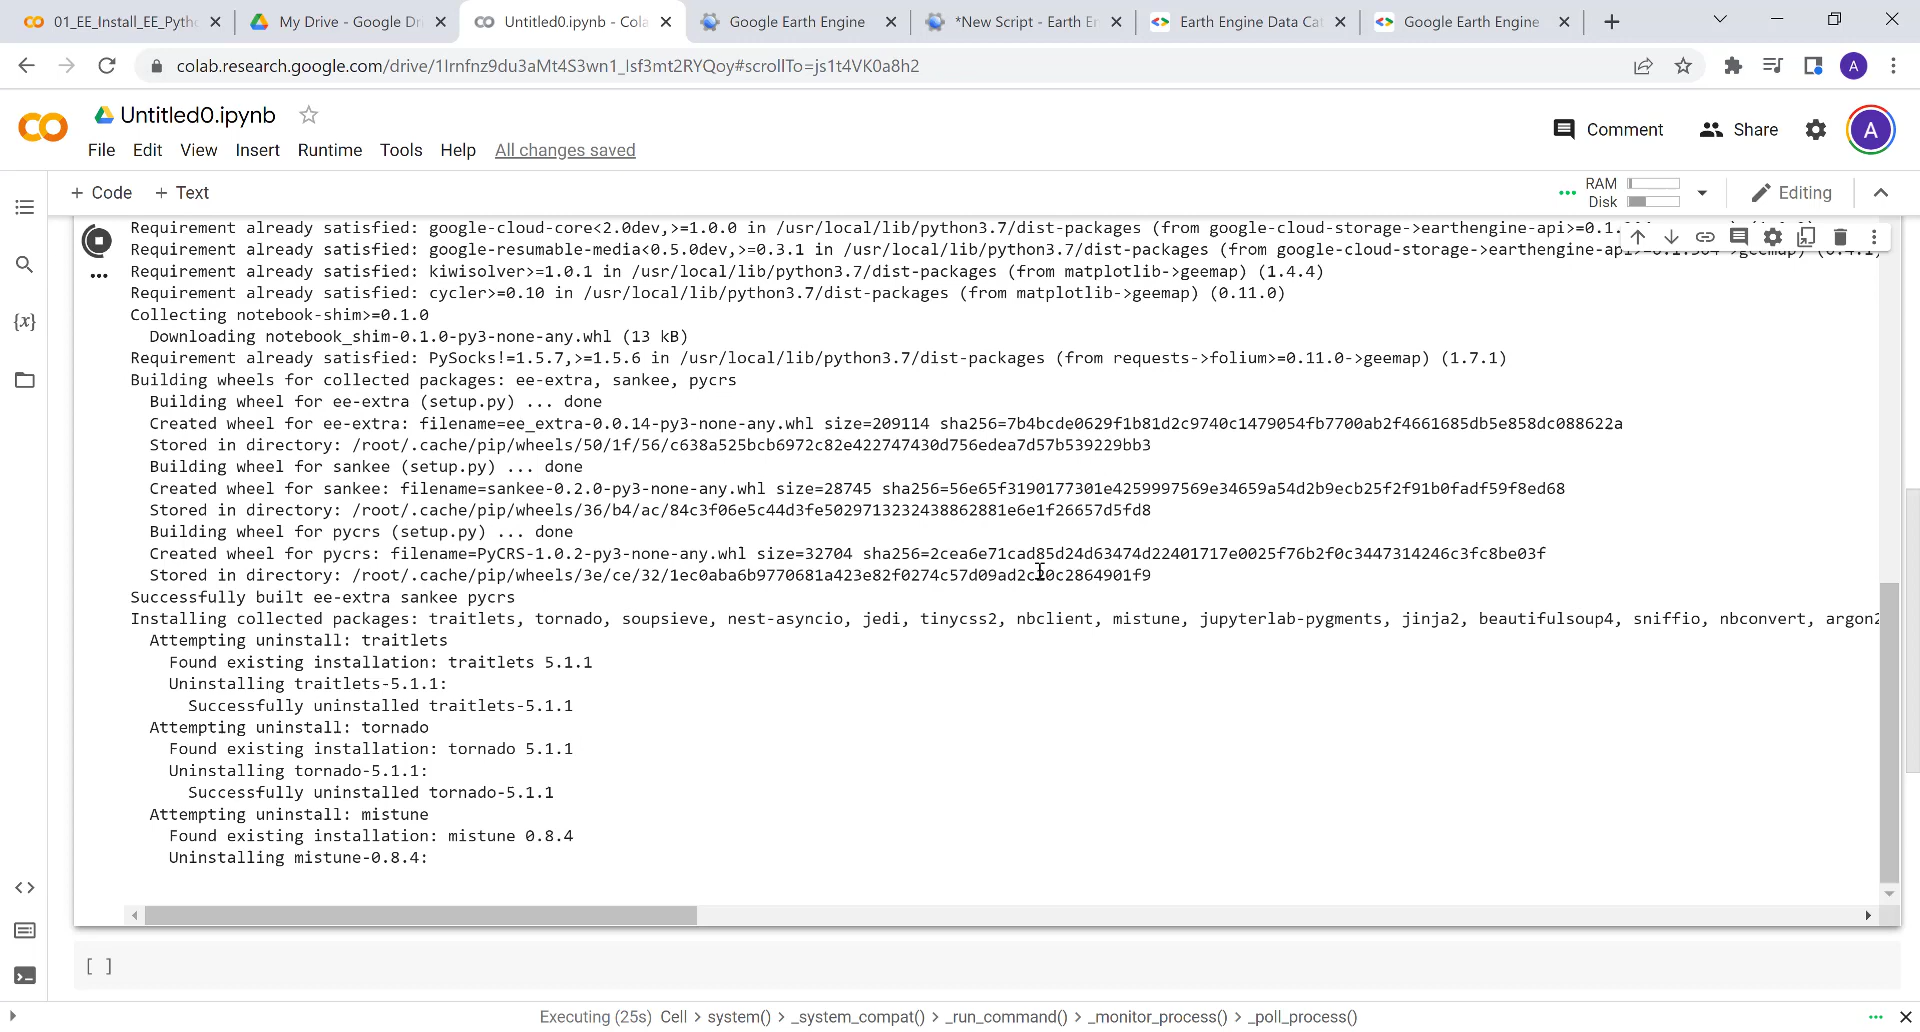 01_EE_Install_EE_Pyth
My Drive - Google Dr
Untitled0.ipynb - Cola
Google Earth Engine
*New Script - Earth E
Earth Engine Data Cat
Google Earth Engine
colab.research.google.com/drive/1Irnfnz9du3aMt4S3wn1_lsf3mt2RYQoy#scrollTo=js1t4VK0a8h2
A
Untitled0.ipynb
Comment
Share
A
File Edit View Insert Runtime Tools Help All changes saved
+ Code + Text
RAM
Disk
Editing
Requirement already satisfied: google-cloud-core<2.0dev,>=1.0.0 in /usr/local/lib/python3.7/dist-packages (from google-cloud-storage->earthengine-api>=0.1.
Requirement already satisfied: google-resumable-media<0.5.0dev,>=0.3.1 in /usr/local/lib/python3.7/dist-packages (from google-cloud-storage->earthengine-api>=0.1.304->geemap) (0.4.1)
Requirement already satisfied: kiwisolver>=1.0.1 in /usr/local/lib/python3.7/dist-packages (from matplotlib->geemap) (1.4.4)
Requirement already satisfied: cycler>=0.10 in /usr/local/lib/python3.7/dist-packages (from matplotlib->geemap) (0.11.0)
Collecting notebook-shim>=0.1.0
Downloading notebook_shim-0.1.0-py3-none-any.whl (13 kB)
Requirement already satisfied: PySocks!=1.5.7,>=1.5.6 in /usr/local/lib/python3.7/dist-packages (from requests->folium>=0.11.0->geemap) (1.7.1)
Building wheels for collected packages: ee-extra, sankee, pycrs
Building wheel for ee-extra (setup.py) ... done
Created wheel for ee-extra: filename=ee_extra-0.0.14-py3-none-any.whl size=209114 sha256=7b4bcde0629f1b81d2c9740c1479054fb7700ab2f4661685db5e858dc088622a
Stored in directory: /root/.cache/pip/wheels/50/1f/56/c638a525bcb6972c82e422747430d756edea7d57b539229bb3
Building wheel for sankee (setup.py) ... done
Created wheel for sankee: filename=sankee-0.2.0-py3-none-any.whl size=28745 sha256=56e65f3190177301e4259997569e34659a54d2b9ecb25f2f91b0fadf59f8ed68
Stored in directory: /root/.cache/pip/wheels/36/b4/ac/84c3f06e5c44d3fe5029713232438862881e6e1f26657d5fd8
Building wheel for pycrs (setup.py) ... done
Created wheel for pycrs: filename=PyCRS-1.0.2-py3-none-any.whl size=32704 sha256=2cea6e71cad85d24d63474d22401717e0025f76b2f0c3447314246c3fc8be03f
Stored in directory: /root/.cache/pip/wheels/3e/ce/32/1ec0aba6b9770681a423e82f0274c57d09ad2c20c2864901f9
Successfully built ee-extra sankee pycrs
Installing collected packages: traitlets, tornado, soupsieve, nest-asyncio, jedi, tinycss2, nbclient, mistune, jupyterlab-pygments, jinja2, beautifulsoup4, sniffio, nbconvert, argon2
Attempting uninstall: traitlets
Found existing installation: traitlets 5.1.1
Uninstalling traitlets-5.1.1:
Successfully uninstalled traitlets-5.1.1
Attempting uninstall: tornado
Found existing installation: tornado 5.1.1
Uninstalling tornado-5.1.1:
Successfully uninstalled tornado-5.1.1
Attempting uninstall: mistune
Found existing installation: mistune 0.8.4
Uninstalling mistune-0.8.4:
[ ]
Executing (25s) Cell > system() > _system_compat() > _run_command() > _monitor_process() > _poll_process()